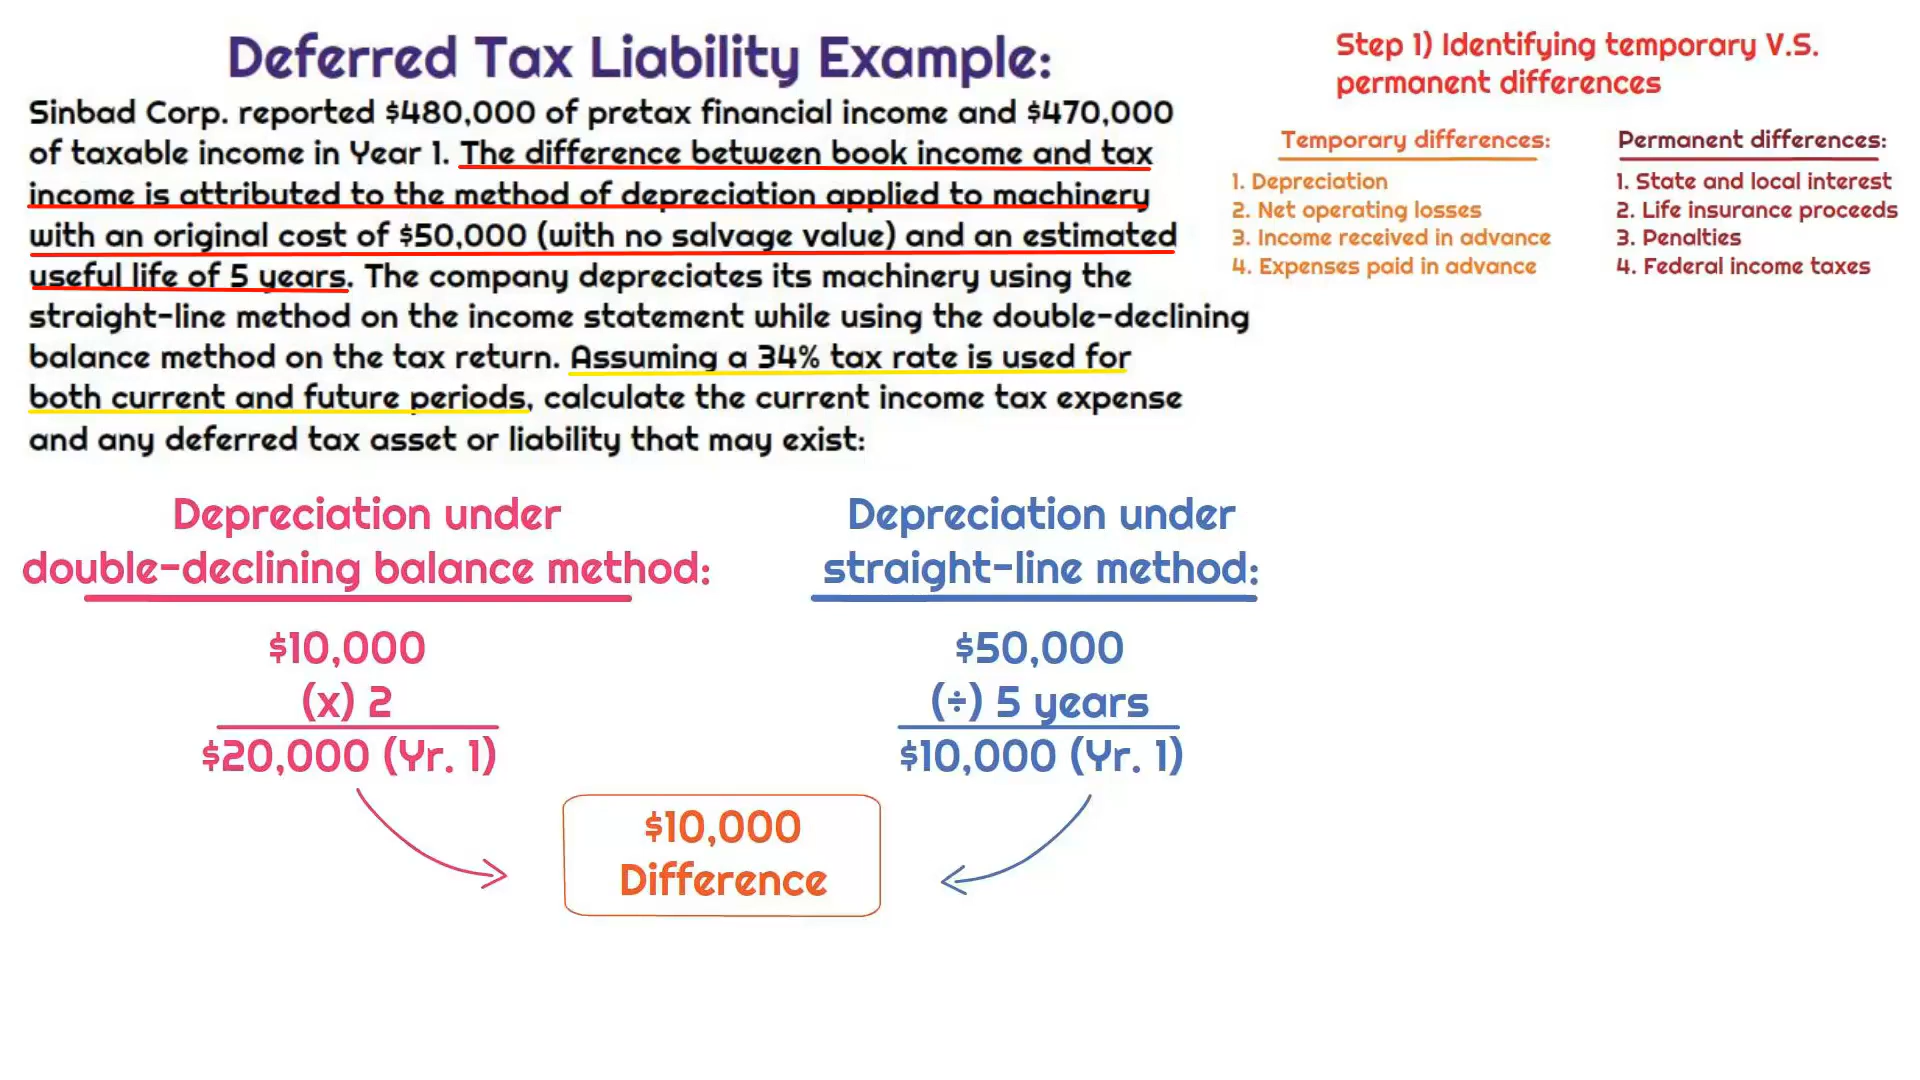 Deferred Tax Liability Example:
Sinbad Corp. reported $480,000 of pretax financial income and $470,000
of taxable income in Year 1. The difference between book income and tax
income is attributed to the method of depreciation applied to machinery
with an original cost of $50,000 (with no salvage value) and an estimated
useful life of 5 years. The company depreciates its machinery using the
straight-line method on the income statement while using the double-declining
balance method on the tax return. Assuming a 34% tax rate is used for
both current and future periods, calculate the current income tax expense
and any deferred tax asset or liability that may exist:
Step 1) Identifying temporary V.S.
permanent differences
Temporary differences:
1. Depreciation
2. Net operating losses
3. Income received in advance
4. Expenses paid in advance
Permanent differences:
1. State and local interest
2. Life insurance proceeds
3. Penalties
4. Federal income taxes
Depreciation under
double-declining balance method:
$10,000
(x) 2
$20,000 (Yr. 1)
Depreciation under
straight-line method:
$50,000
(÷) 5 years
$10,000 (Yr. 1)
$10,000
Difference